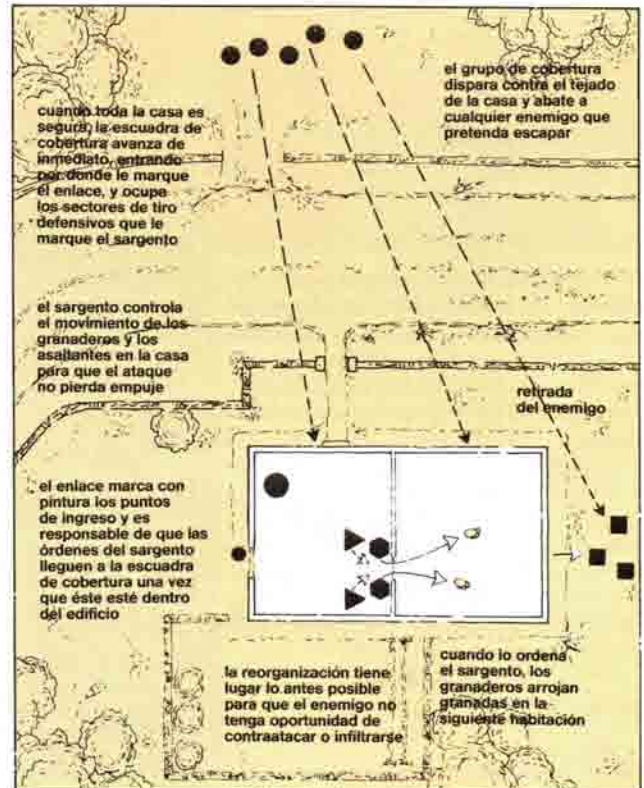 el grupo de cobertura
dispara contra el tejado
de la casa y abate a
cualquier enemigo que
pretenda escapar
cuando toda la casa es
segura, la escuadra de
cobertura avanza de
inmediato, entrando
por donde le marque
el enlace, y ocupa
los sectores de tiro
defensivos que le
marque el sargento
el sargento controla
el movimiento de los
granaderos y los
asaltantes en la casa
para que el ataque
no pierda empuje
retirada
del enemigo
el enlace marca con
pintura los puntos
de ingreso y es
responsable de que las
órdenes del sargento
lleguen a la escuadra
de cobertura una vez
que éste esté dentro
del edificio
la reorganización tiene
lugar lo antes posible
para que el enemigo no
tenga oportunidad de
contraatacar o infiltrarse
cuando lo ordena
el sargento, los
granaderos arrojan
granadas en la
siguiente habitación